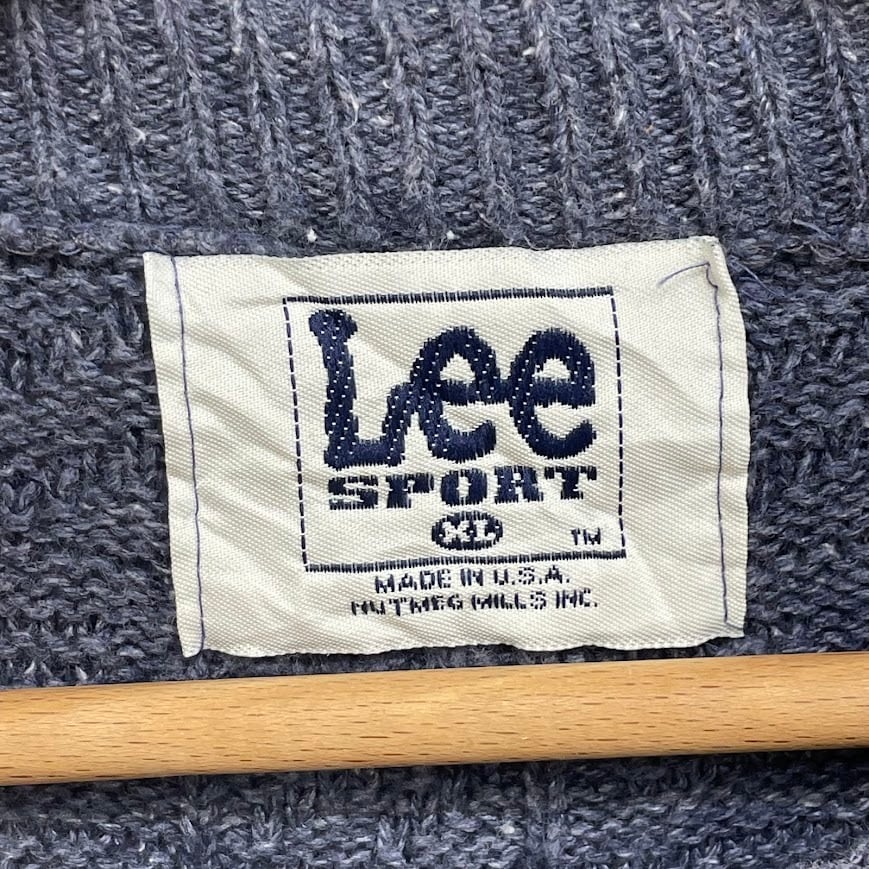 Lee
SPORT
XL
TM
MADE IN U.S.A.
NUTMEG MILLS INC.